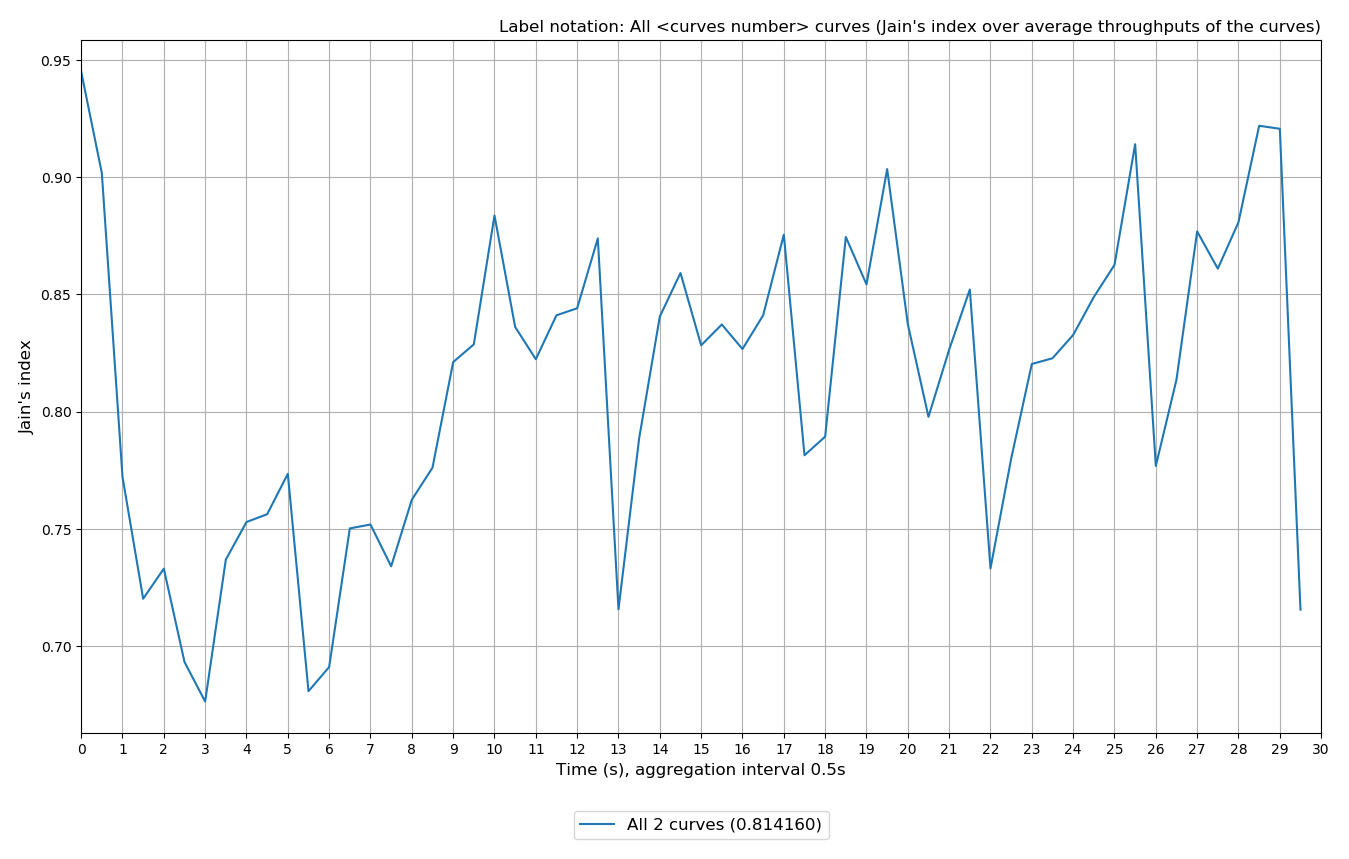 Label notation: All <curves number> curves (Jain's index over average throughputs of the curves)
0.95
0.90
0.85
0.80
0.75
0.70
Jain's index
0 1 2 3 4 5 6 7 8 9 10 11 12 13 14 15 16 17 18 19 20 21 22 23 24 25 26 27 28 29 30
Time (s), aggregation interval 0.5s
All 2 curves (0.814160)